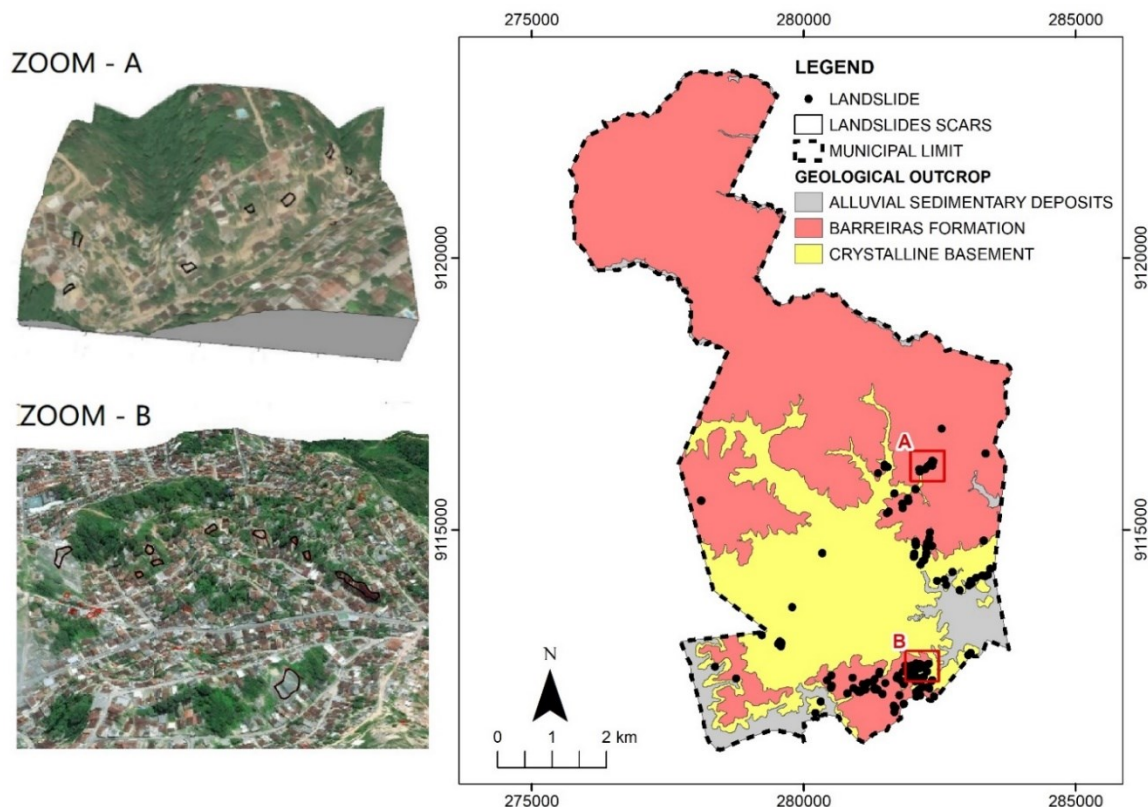 ZOOM - A
ZOOM - B
275000 280000 285000
LEGEND
LANDSLIDE
LANDSLIDES SCARS
MUNICIPAL LIMIT
GEOLOGICAL OUTCROP
ALLUVIAL SEDIMENTARY DEPOSITS
BARREIRAS FORMATION
CRYSTALLINE BASEMENT
9120000 9120000
A
9115000 9115000
B
N
0 1 2 km
275000 280000 285000